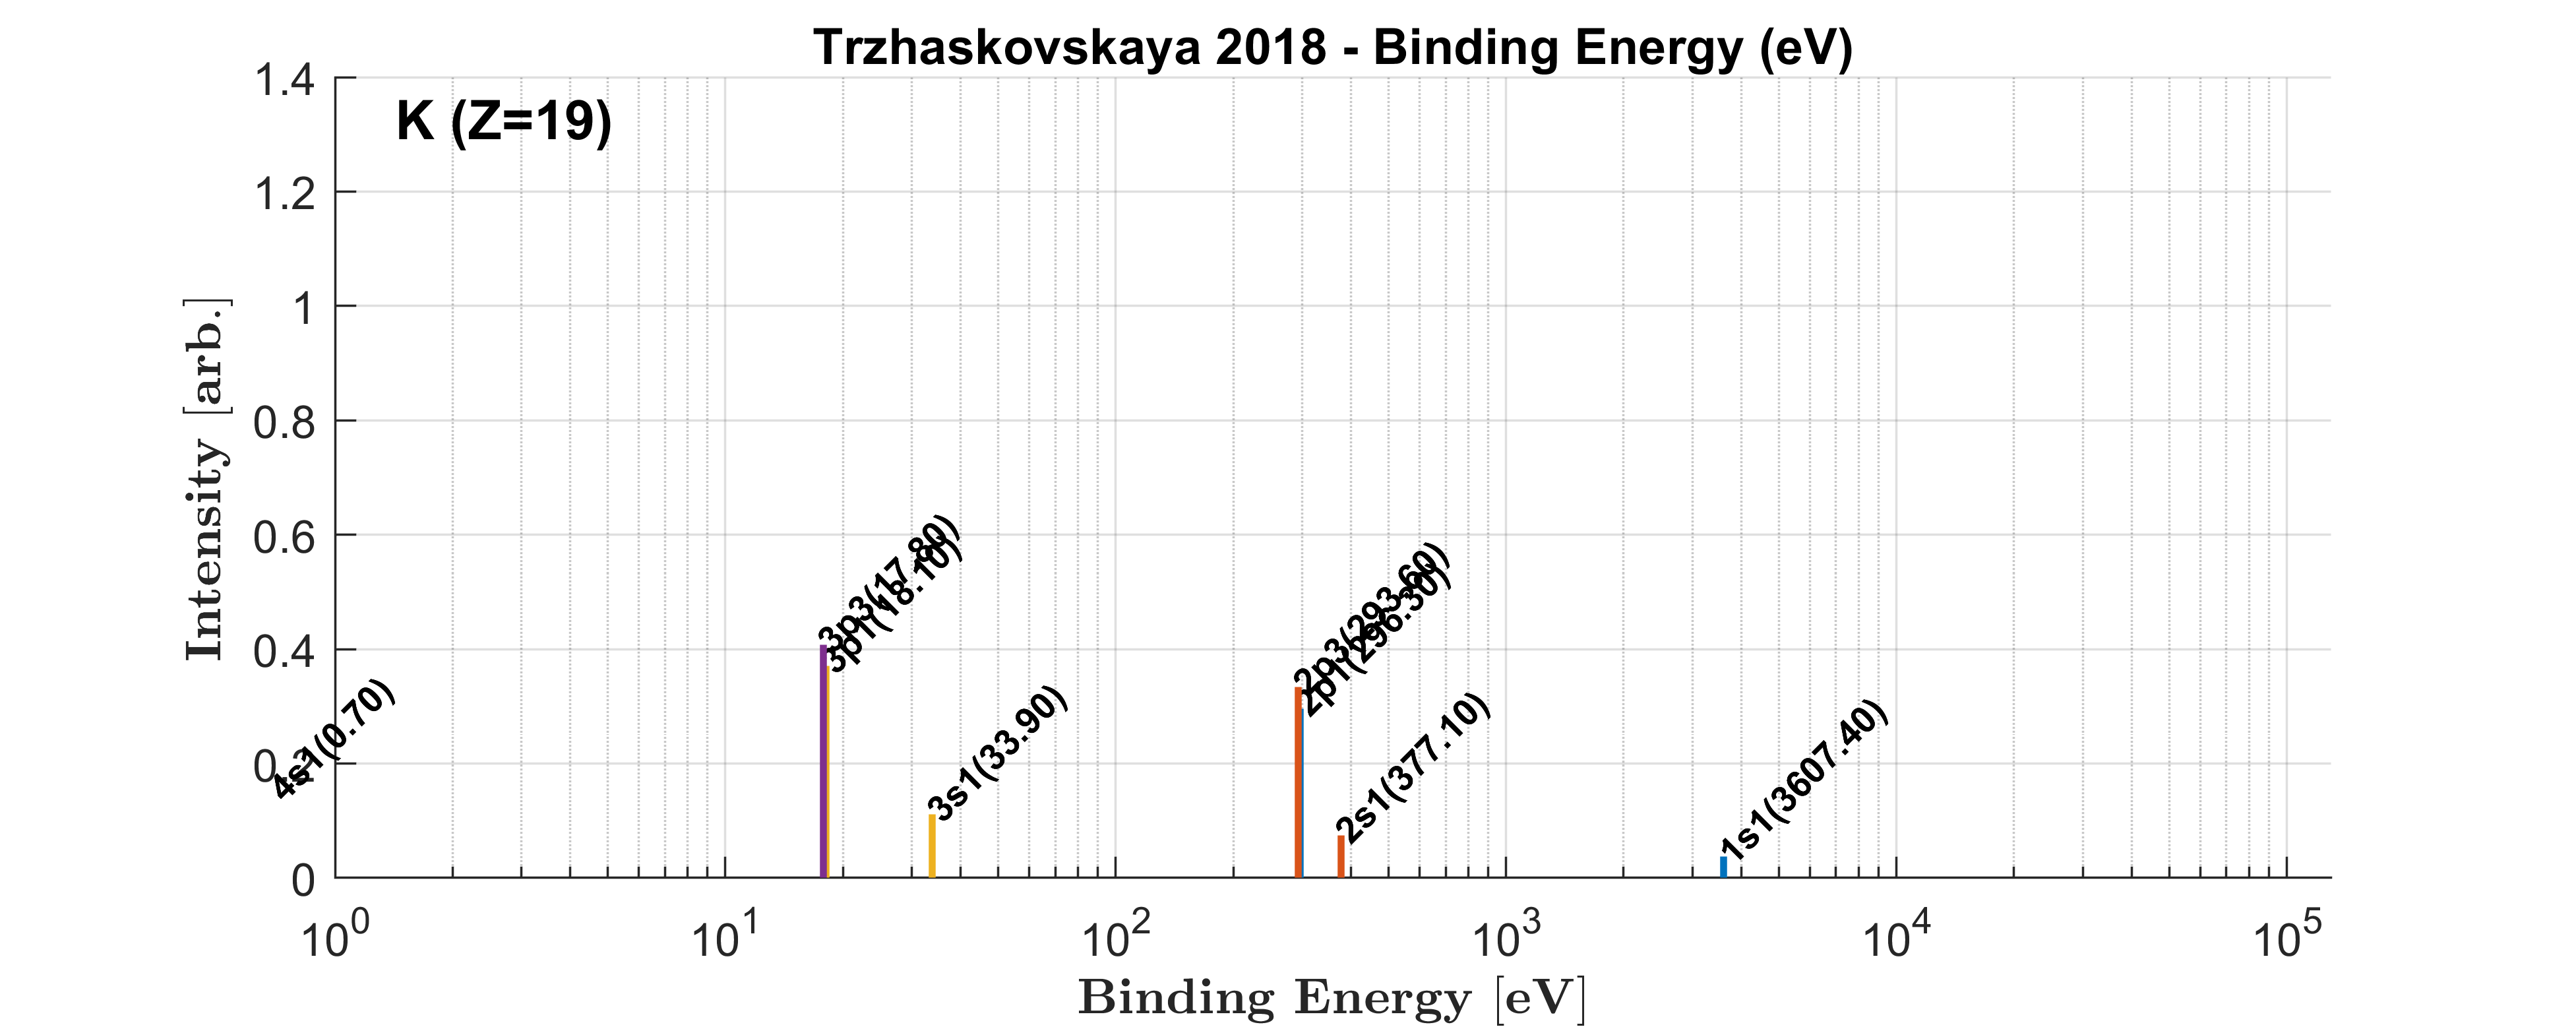 Trzhaskovskaya 2018 - Binding Energy (eV)
K (Z=19)
Intensity [arb.]
1.4
1.2
1
0.8
0.6
0.4
0.2
0
4s1(0.70)
3p3(17.80)
3p1(18.10)
3s1(33.90)
2p3(293.60)
2p1(296.30)
2s1(377.10)
1s1(3607.40)
10^0 10^1 10^2 10^3 10^4 10^5
Binding Energy [eV]